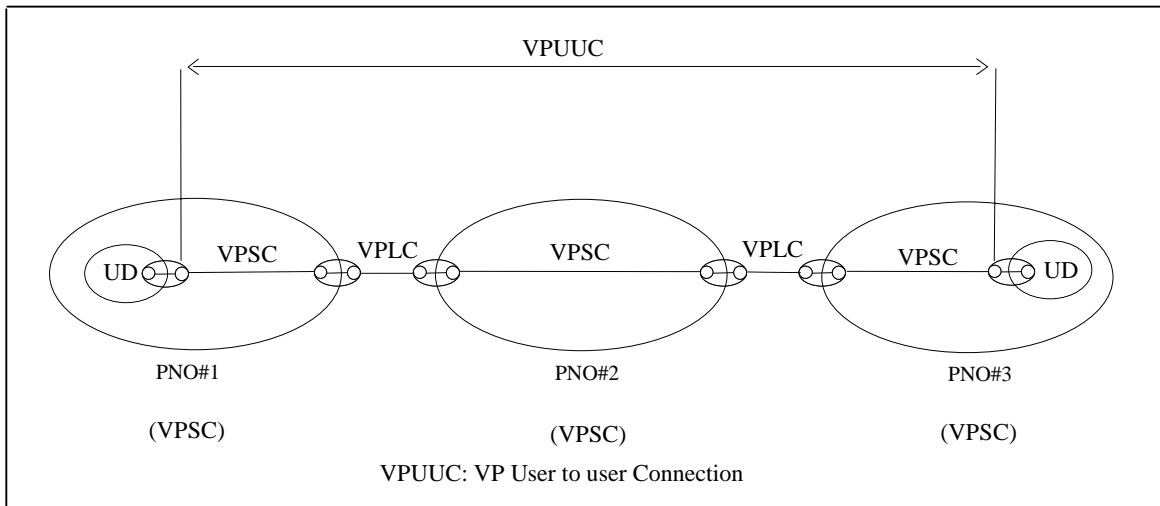 VPUUC
UD VPSC VPLC VPSC VPLC VPSC UD
PNO#1 PNO#2 PNO#3
(VPSC) (VPSC) (VPSC)
VPUUC: VP User to user Connection